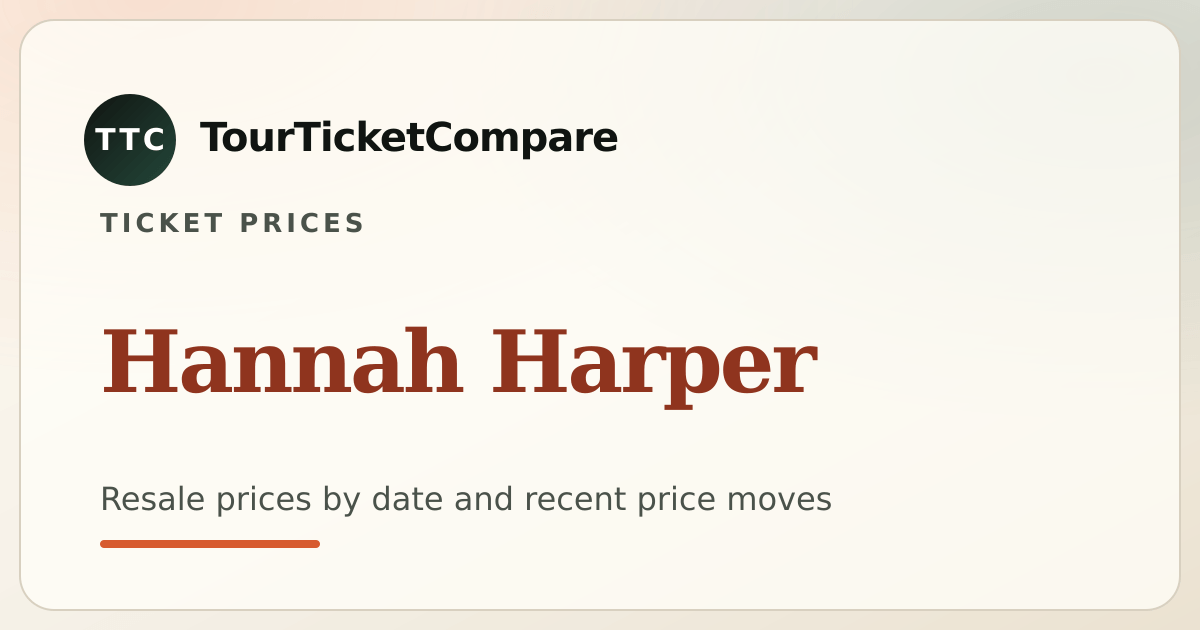 TTC TourTicketCompare
TICKET PRICES
Hannah Harper
Resale prices by date and recent price moves